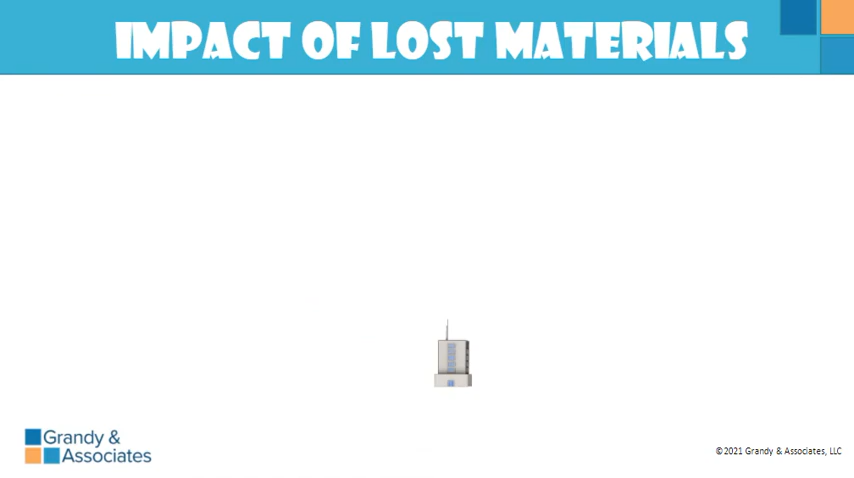 IMPACT OF LOST MATERIALS
Grandy &
Associates
©2021 Grandy & Associates, LLC